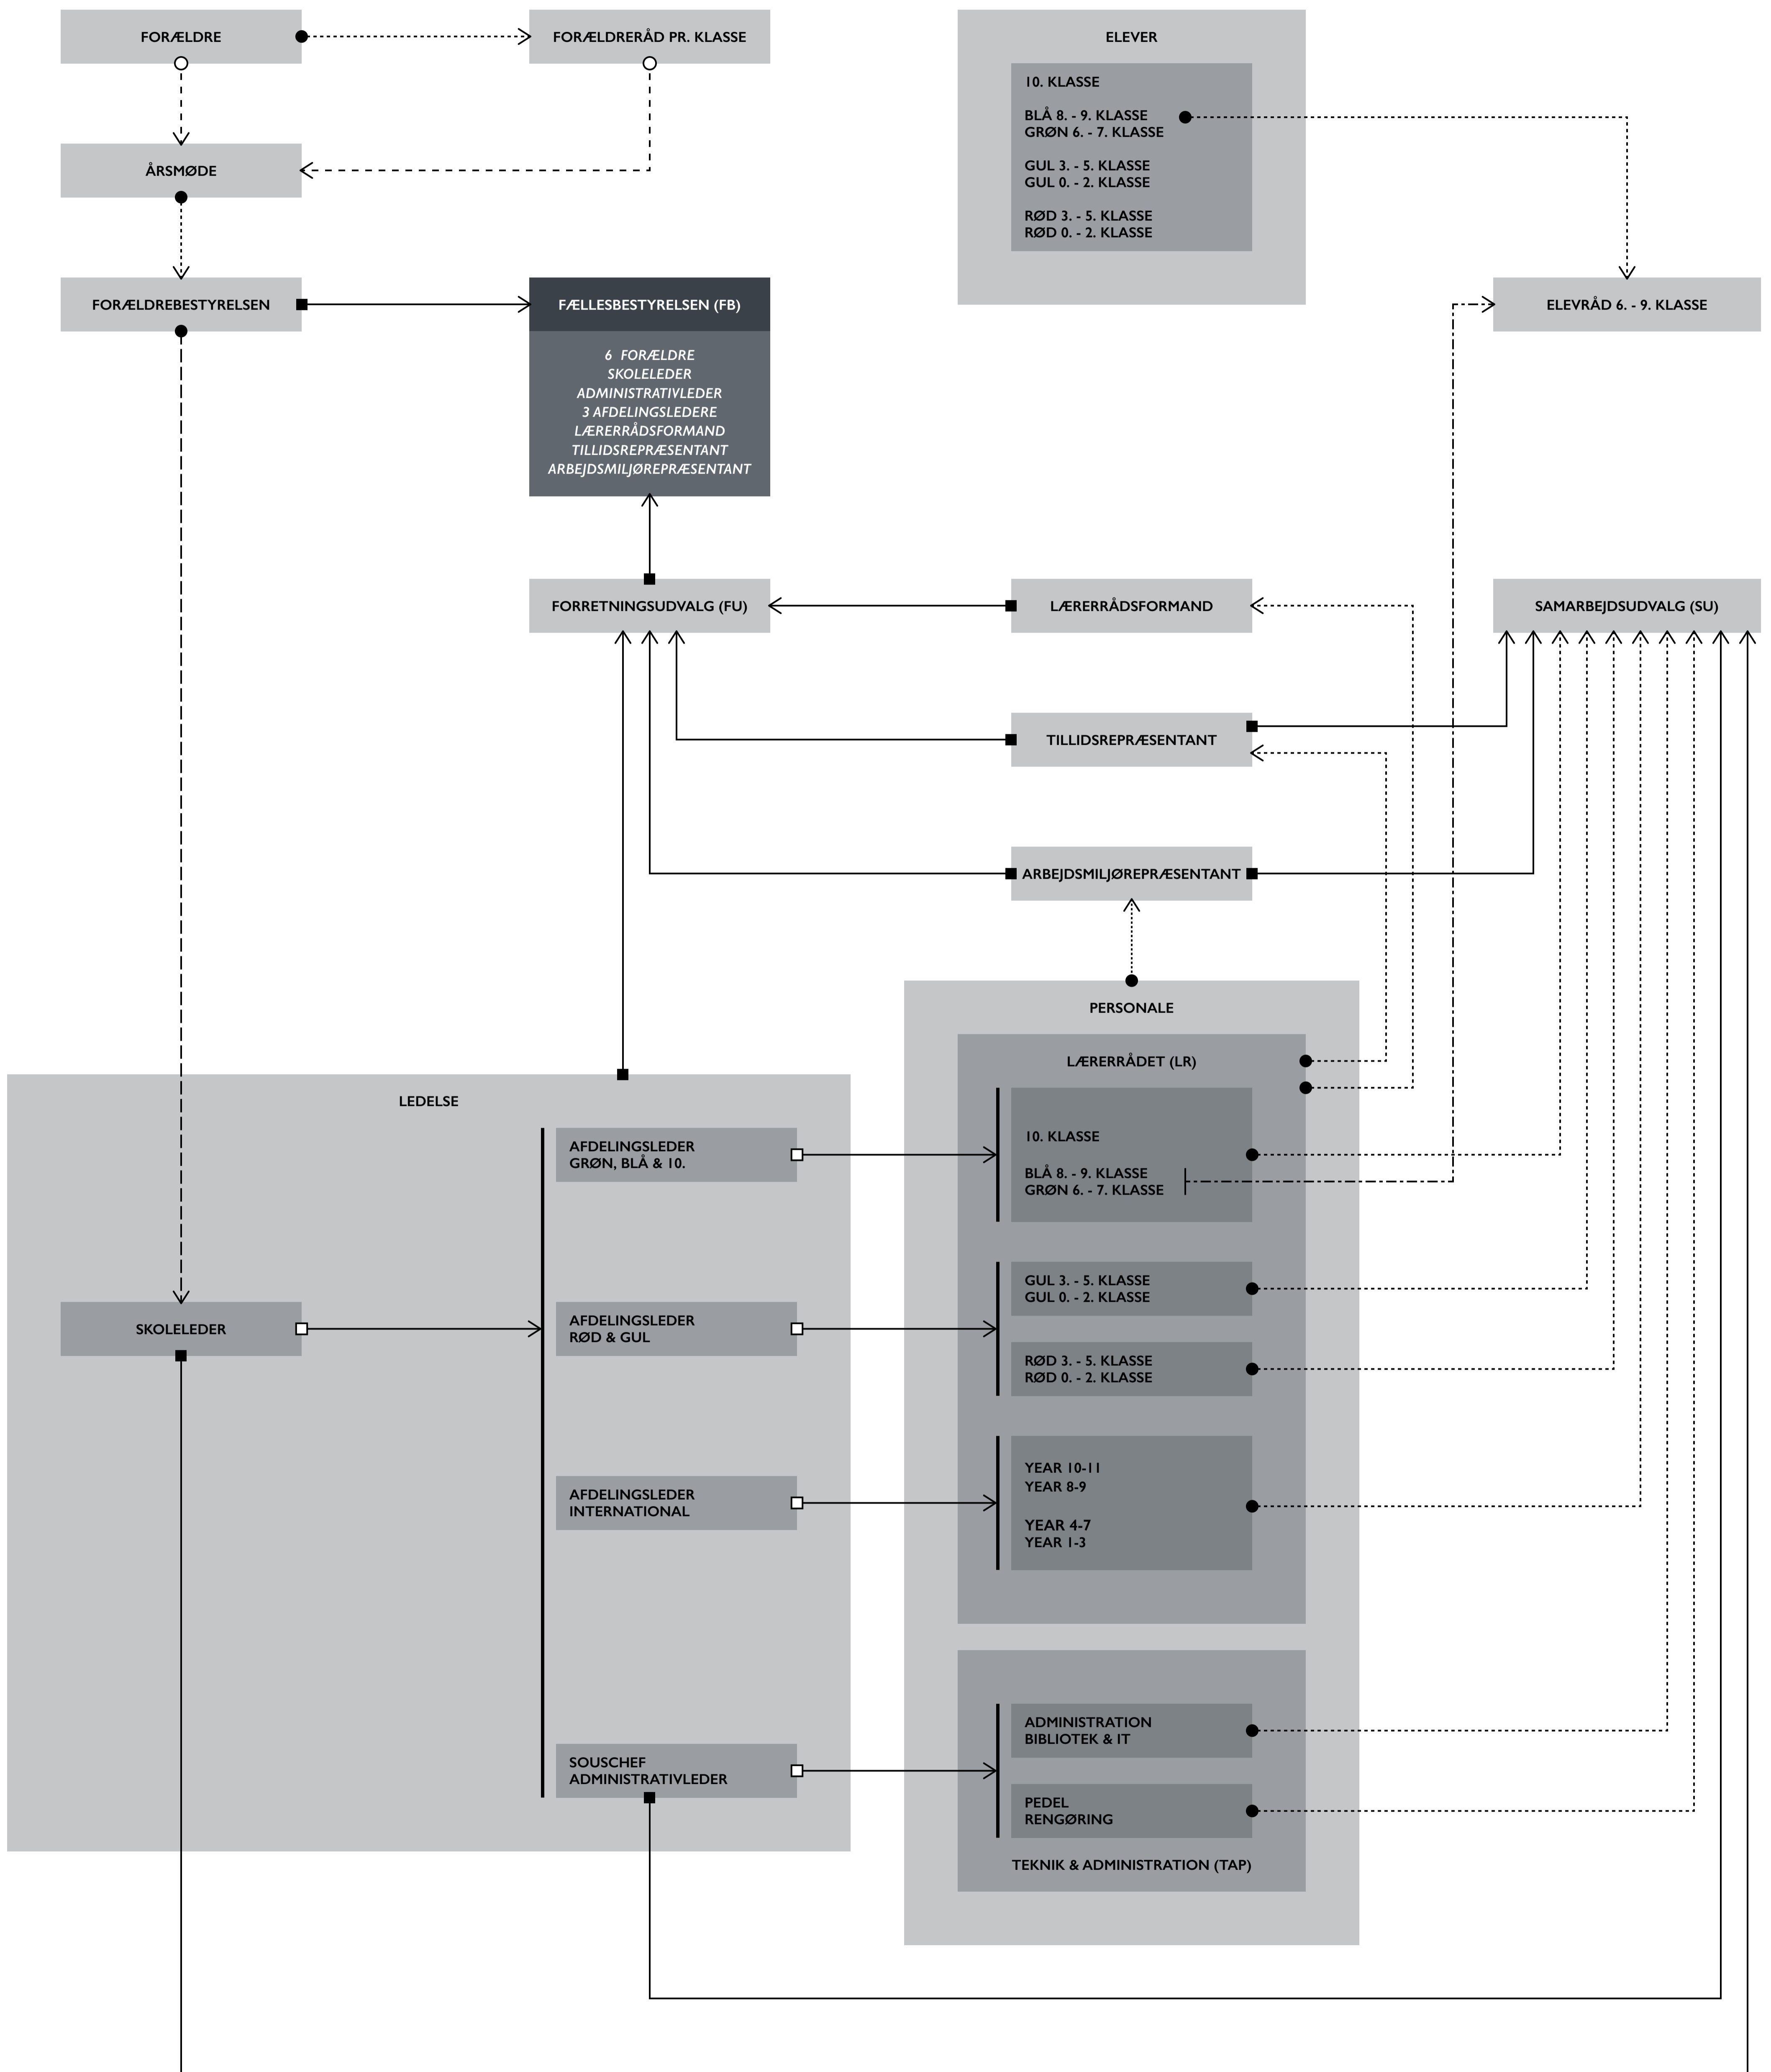 FORÆLDRE
FORÆLDRERÅD PR. KLASSE
ELEVER
10. KLASSE
BLÅ 8. - 9. KLASSE
GRØN 6. - 7. KLASSE
GUL 3. - 5. KLASSE
GUL 0. - 2. KLASSE
RØD 3. - 5. KLASSE
RØD 0. - 2. KLASSE
ÅRSMØDE
FORÆLDREBESTYRELSEN
FÆLLESBESTYRELSEN (FB)
6 FORÆLDRE
SKOLELEDER
ADMINISTRATIVLEDER
3 AFDELINGSLEDERE
LÆRERRÅDSFORMAND
TILLIDSREPRÆSENTANT
ARBEJDSMILJØREPRÆSENTANT
ELEVRÅD 6. - 9. KLASSE
FORRETNINGSUDVALG (FU)
LÆRERRÅDSFORMAND
SAMARBEJDSUDVALG (SU)
TILLIDSREPRÆSENTANT
ARBEJDSMILJØREPRÆSENTANT
LEDELSE
SKOLELEDER
AFDELINGSLEDER
GRØN, BLÅ & 10.
AFDELINGSLEDER
RØD & GUL
AFDELINGSLEDER
INTERNATIONAL
SOUSCHEF
ADMINISTRATIVLEDER
PERSONALE
LÆRERRÅDET (LR)
10. KLASSE
BLÅ 8. - 9. KLASSE
GRØN 6. - 7. KLASSE
GUL 3. - 5. KLASSE
GUL 0. - 2. KLASSE
RØD 3. - 5. KLASSE
RØD 0. - 2. KLASSE
YEAR 10-11
YEAR 8-9
YEAR 4-7
YEAR 1-3
ADMINISTRATION
BIBLIOTEK & IT
PEDEL
RENGØRING
TEKNIK & ADMINISTRATION (TAP)